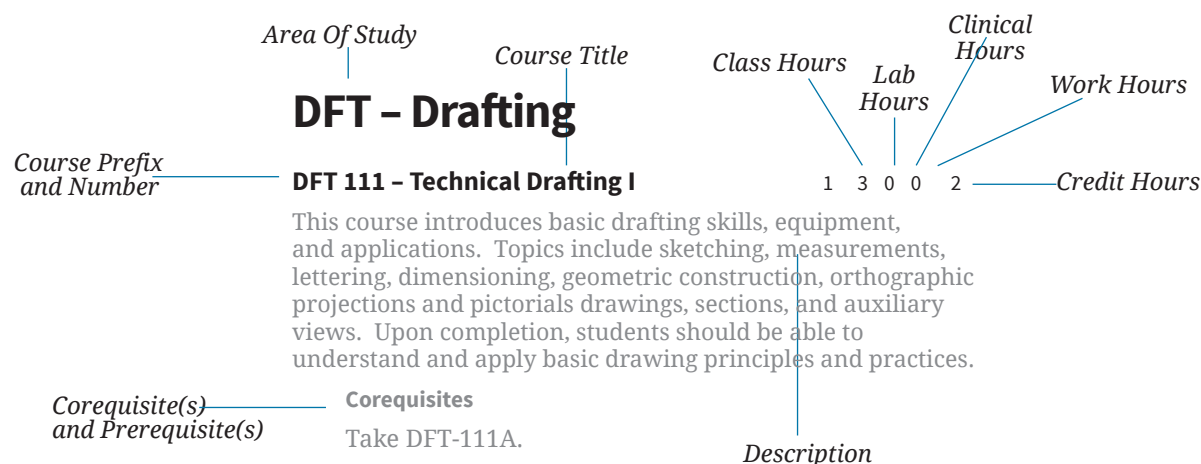 Area Of Study
Course Title
Class Hours
Lab
Hours
Clinical
Hours
Work Hours
DFT – Drafting
Course Prefix
and Number
DFT 111 – Technical Drafting I
1 3 0 0 2
Credit Hours
This course introduces basic drafting skills, equipment,
and applications. Topics include sketching, measurements,
lettering, dimensioning, geometric construction, orthographic
projections and pictorials drawings, sections, and auxiliary
views. Upon completion, students should be able to
understand and apply basic drawing principles and practices.
Corequisite(s)
and Prerequisite(s)
Corequisites
Take DFT-111A.
Description